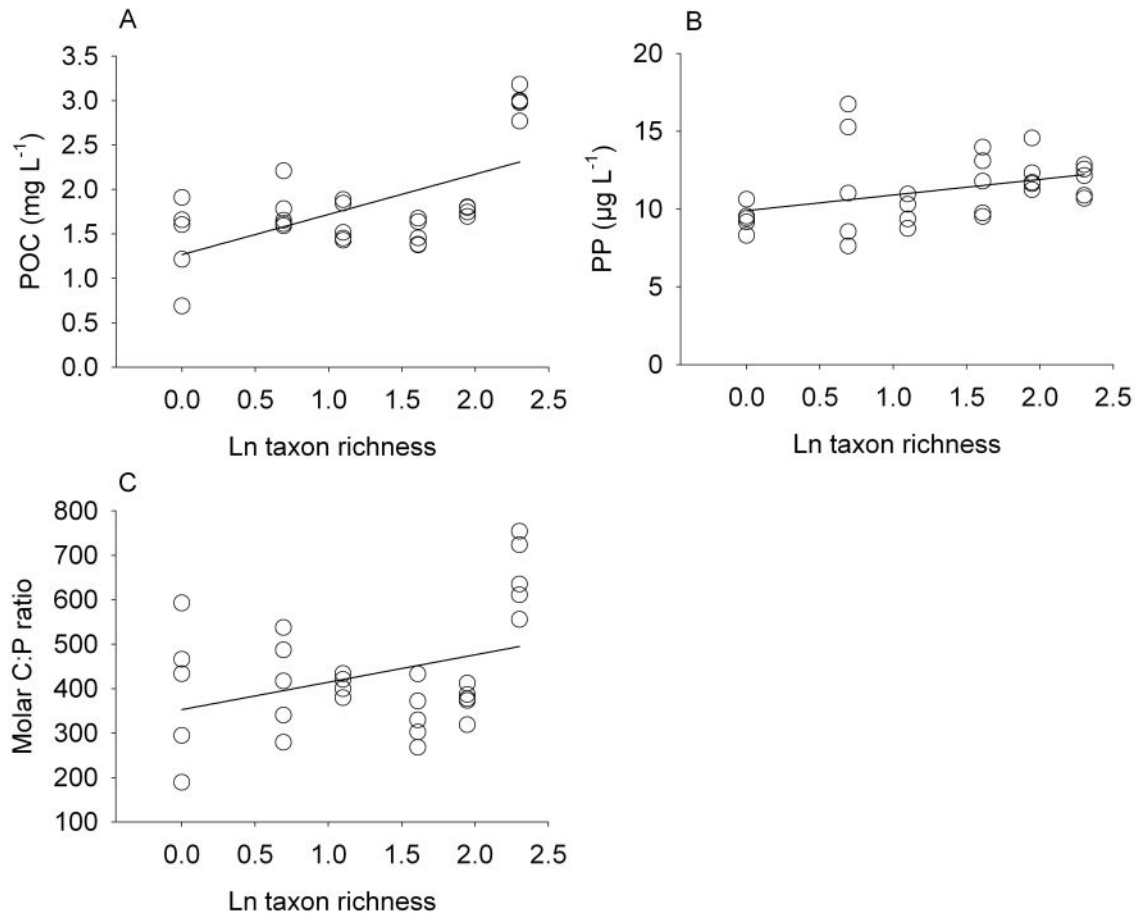 A
3.5
3.0
2.5
2.0
1.5
1.0
0.5
0.0
POC (mg L⁻¹)
0.0 0.5 1.0 1.5 2.0 2.5
Ln taxon richness
B
20
15
10
5
0
PP (µg L⁻¹)
0.0 0.5 1.0 1.5 2.0 2.5
Ln taxon richness
C
800
700
600
500
400
300
200
100
Molar C:P ratio
0.0 0.5 1.0 1.5 2.0 2.5
Ln taxon richness